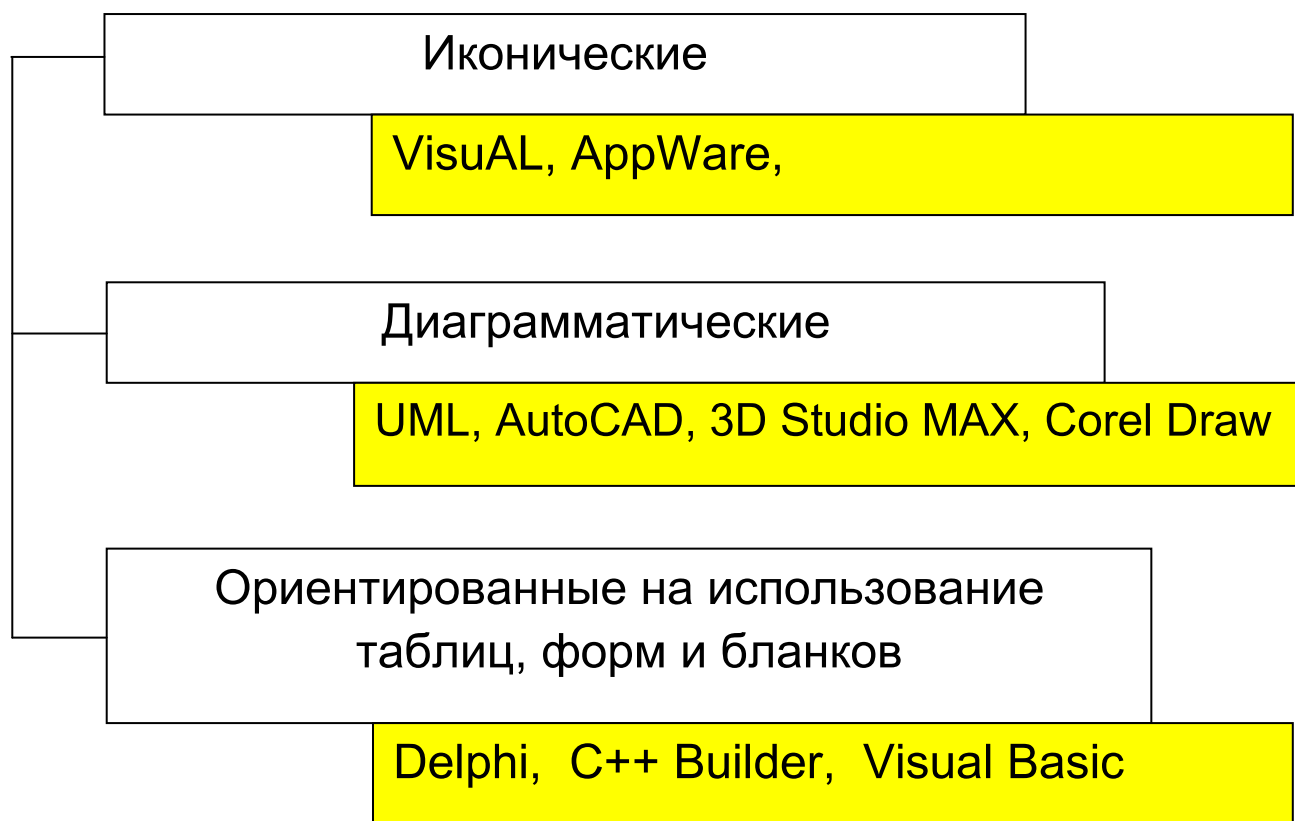 Иконические
VisuAL, AppWare,
Диаграмматические
UML, AutoCAD, 3D Studio MAX, Corel Draw
Ориентированные на использование
таблиц, форм и бланков
Delphi, C++ Builder, Visual Basic